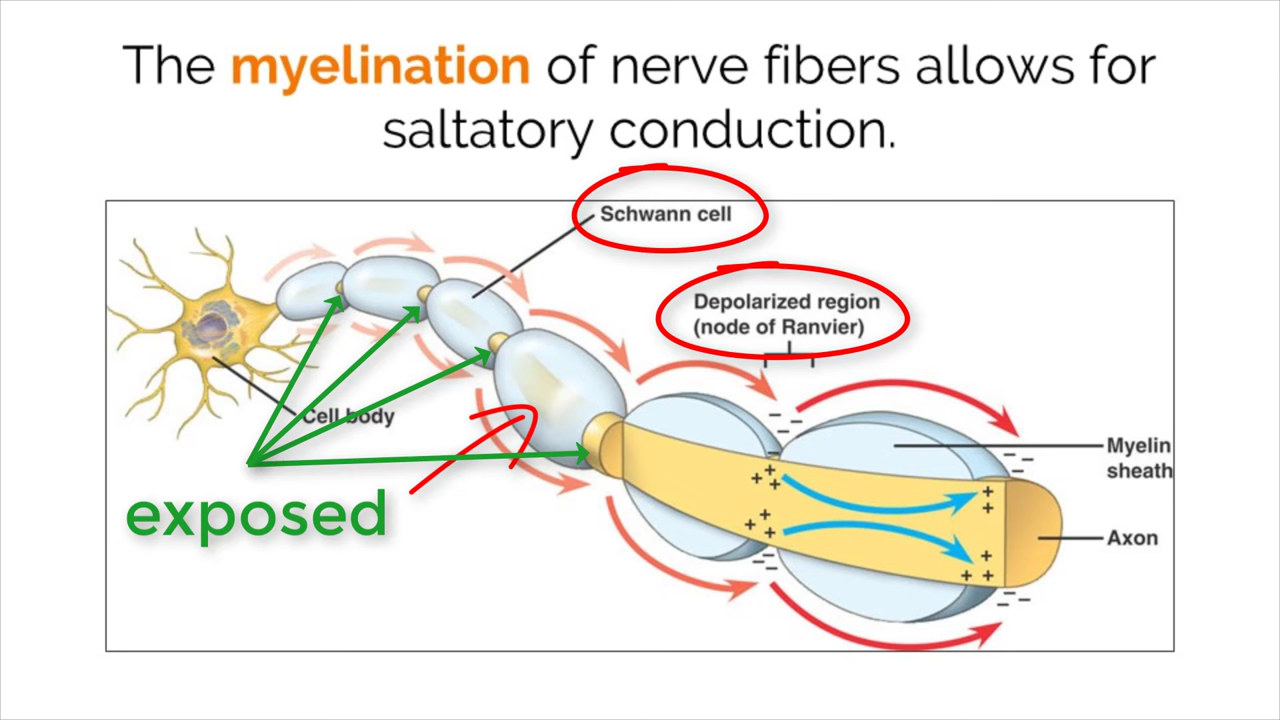 The myelination of nerve fibers allows for
saltatory conduction.
Schwann cell
Depolarized region
(node of Ranvier)
Cell body
exposed
Myelin
sheath
Axon